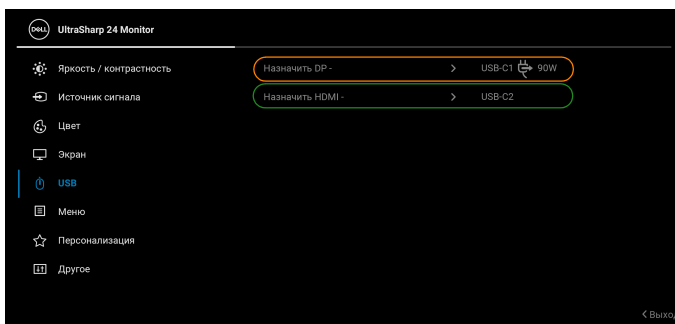 DELL UltraSharp 24 Monitor
Яркость / контрастность
Назначить DP - > USB-C1 90W
Источник сигнала
Назначить HDMI - > USB-C2
Цвет
Экран
USB
Меню
Персонализация
Другое
< Выход